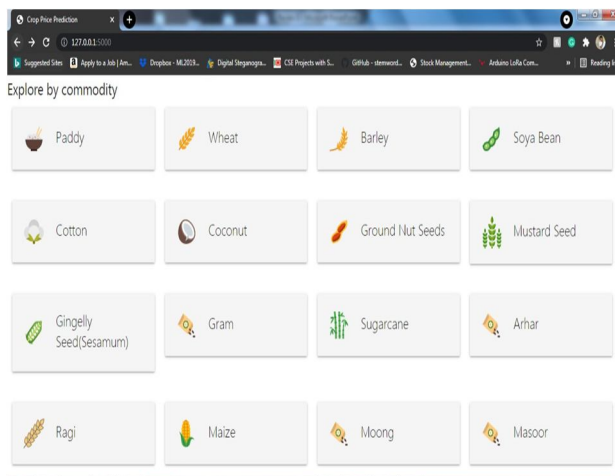 Crop Price Prediction
127.0.0.1:5000
Suggested Sites
Apply to a Job | Am...
Dropbox - ML2019...
Digital Steganogra...
CSE Projects with S...
GitHub - stemword...
Stock Management...
Arduino LoRa Com...
»
Reading li
Explore by commodity
Paddy
Wheat
Barley
Soya Bean
Cotton
Coconut
Ground Nut Seeds
Mustard Seed
Gingelly
Seed(Sesamum)
Gram
Sugarcane
Arhar
Ragi
Maize
Moong
Masoor